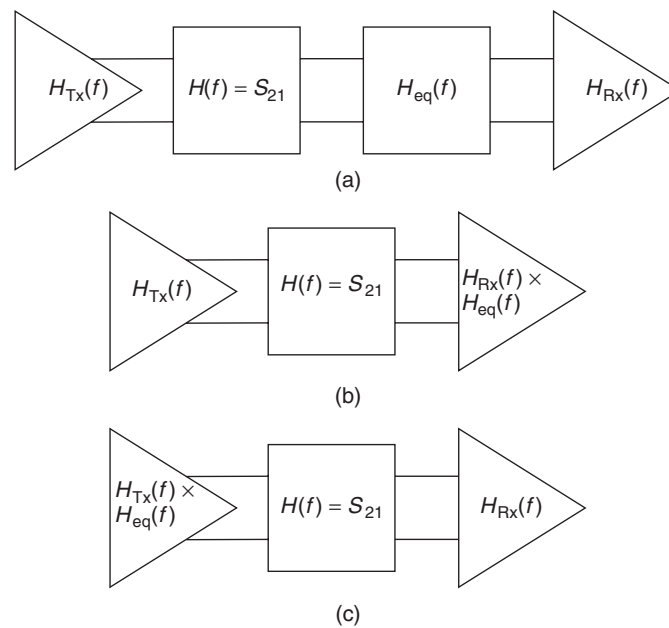 H_Tx(f) H(f) = S_21 H_eq(f) H_Rx(f)
(a)
H_Tx(f) H(f) = S_21 H_Rx(f) ×
H_eq(f)
(b)
H_Tx(f) ×
H_eq(f) H(f) = S_21 H_Rx(f)
(c)